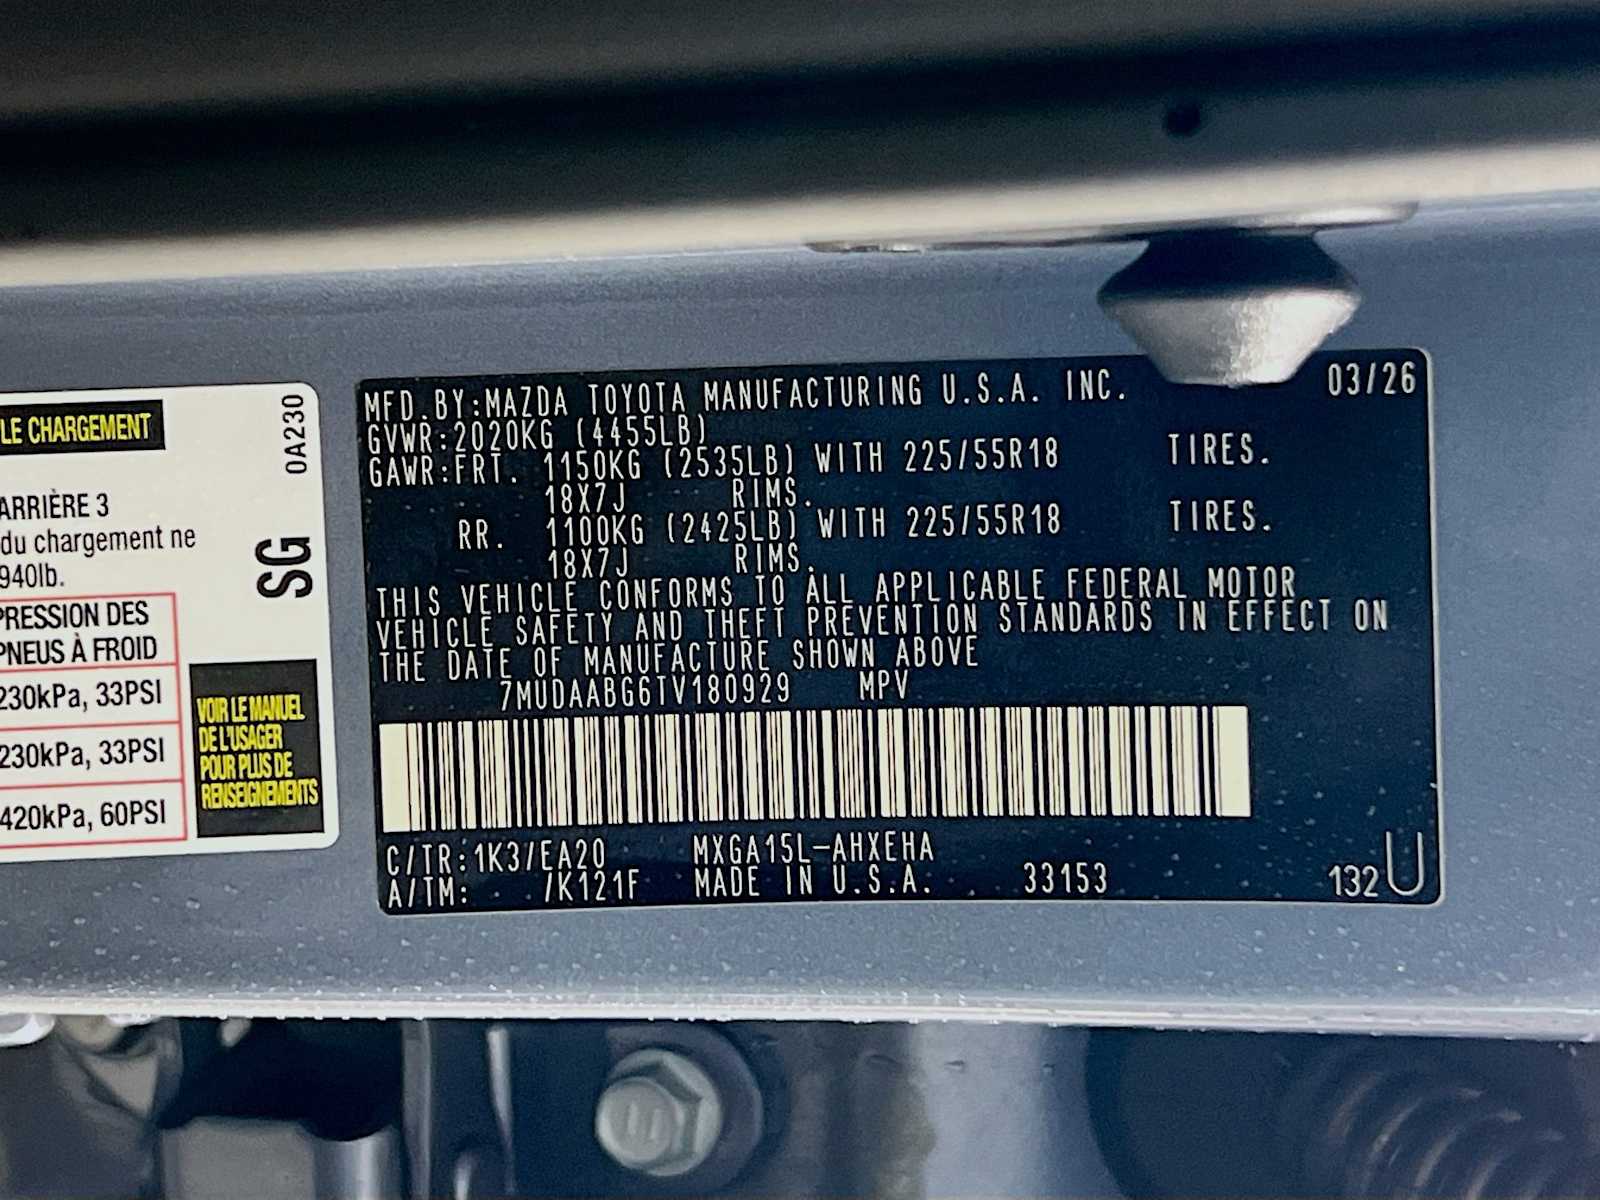 LE CHARGEMENT
0A230
ARRIÈRE 3
du chargement ne
940lb.
SG
PRESSION DES
PNEUS À FROID
230kPa, 33PSI
230kPa, 33PSI
420kPa, 60PSI
VOIR LE MANUEL
DE L'USAGER
POUR PLUS DE
RENSEIGNEMENTS
MFD.BY:MAZDA TOYOTA MANUFACTURING U.S.A. INC. 03/26
GVWR:2020KG (4455LB)
GAWR:FRT. 1150KG (2535LB) WITH 225/55R18 TIRES.
18X7J RIMS.
RR. 1100KG (2425LB) WITH 225/55R18 TIRES.
18X7J RIMS.
THIS VEHICLE CONFORMS TO ALL APPLICABLE FEDERAL MOTOR
VEHICLE SAFETY AND THEFT PREVENTION STANDARDS IN EFFECT ON
THE DATE OF MANUFACTURE SHOWN ABOVE
7MUDAABG6TV180929 MPV
C/TR:1K3/EA20 MXGA15L-AHXEHA
A/TM: /K121F MADE IN U.S.A. 33153 132U